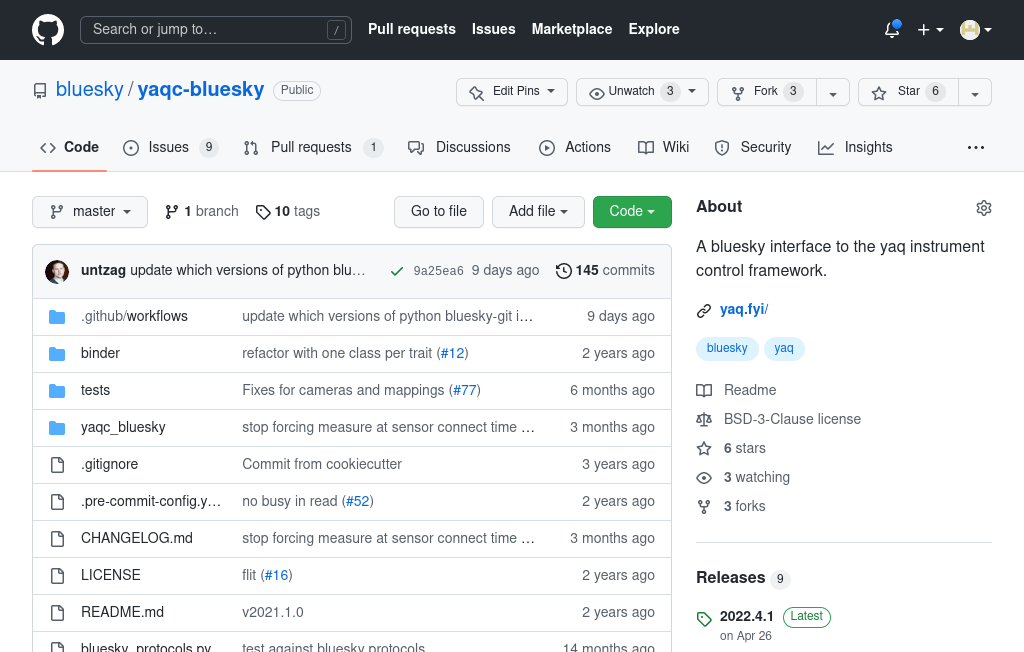 Search or jump to… / Pull requests Issues Marketplace Explore
bluesky / yaqc-bluesky Public Edit Pins Unwatch 3 Fork 3 Star 6
Code Issues 9 Pull requests 1 Discussions Actions Wiki Security Insights
master 1 branch 10 tags Go to file Add file Code
untzag update which versions of python blu… 9a25ea6 9 days ago 145 commits
.github/workflows update which versions of python bluesky-git i… 9 days ago
binder refactor with one class per trait (#12) 2 years ago
tests Fixes for cameras and mappings (#77) 6 months ago
yaqc_bluesky stop forcing measure at sensor connect time … 3 months ago
.gitignore Commit from cookiecutter 3 years ago
.pre-commit-config.y… no busy in read (#52) 2 years ago
CHANGELOG.md stop forcing measure at sensor connect time … 3 months ago
LICENSE flit (#16) 2 years ago
README.md v2021.1.0 2 years ago
bluesky_protocols.py test against bluesky protocols 14 months ago
About
A bluesky interface to the yaq instrument
control framework.
yaq.fyi/
bluesky yaq
Readme
BSD-3-Clause license
6 stars
3 watching
3 forks
Releases 9
2022.4.1 Latest
on Apr 26